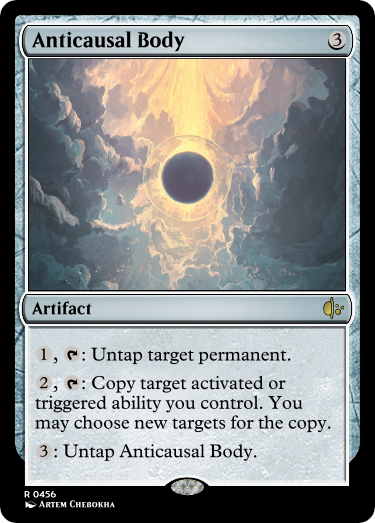 Anticausal Body 3
Artifact
1, T: Untap target permanent.
2, T: Copy target activated or
triggered ability you control. You
may choose new targets for the copy.
3: Untap Anticausal Body.
R 0456
Artem Chebokha